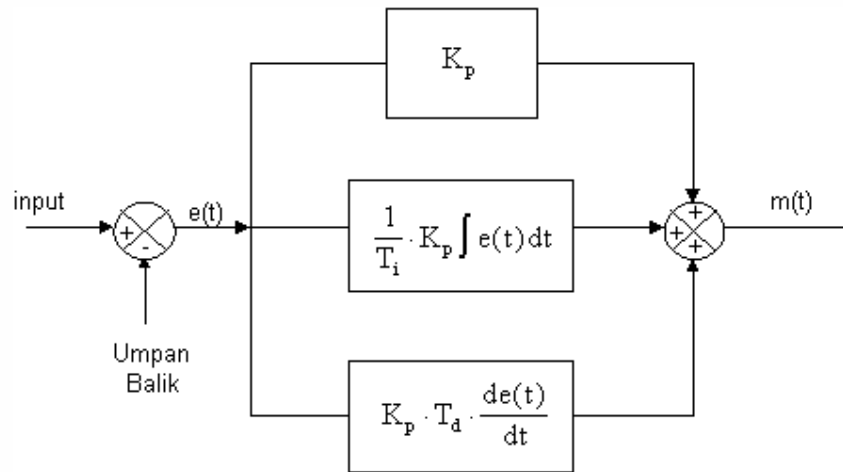 K_p
input
+
-
e(t)
1/T_i · K_p ∫ e(t) dt
+
+
+
m(t)
Umpan
Balik
K_p · T_d · de(t)/dt